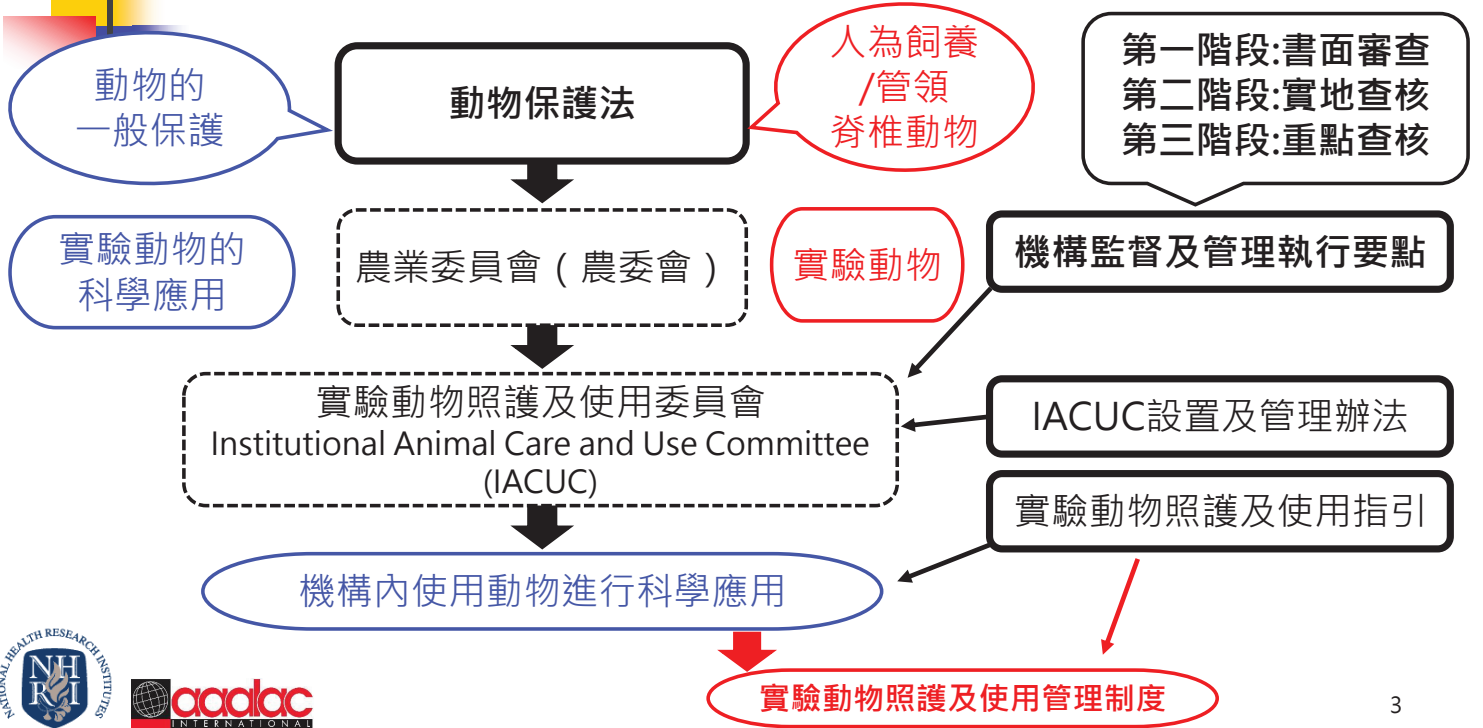 動物的
一般保護
動物保護法
人為飼養
/管領
脊椎動物
第一階段:書面審查
第二階段:實地查核
第三階段:重點查核
實驗動物的
科學應用
農業委員會（農委會）
實驗動物
機構監督及管理執行要點
實驗動物照護及使用委員會
Institutional Animal Care and Use Committee
(IACUC)
IACUC設置及管理辦法
實驗動物照護及使用指引
機構內使用動物進行科學應用
實驗動物照護及使用管理制度
NATIONAL HEALTH RESEARCH INSTITUTES
NH
RI
aaalac
INTERNATIONAL
3